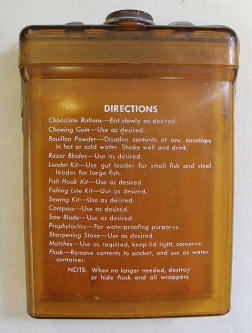 DIRECTIONS
Chocolate Rations—Eat slowly as desired.
Chewing Gum—Use as desired.
Bouillon Powder—Dissolve contents of one envelope
in hot or cold water. Shake well and drink.
Razor Blades—Use as desired.
Leader Kit—Use gut leader for small fish and steel
leader for large fish.
Fish Hook Kit—Use as desired.
Fishing Line Kit—Use as desired.
Sewing Kit—Use as desired.
Compass—Use as desired.
Saw Blade—Use as desired.
Prophylactics—For waterproofing purposes.
Sharpening Stone—Use as desired.
Matches—Use as required, keep lid tight, conserve.
Flask—Remove contents to pocket, and use as water
container.
NOTE: When no longer needed, destroy
or hide flask and all wrappers.